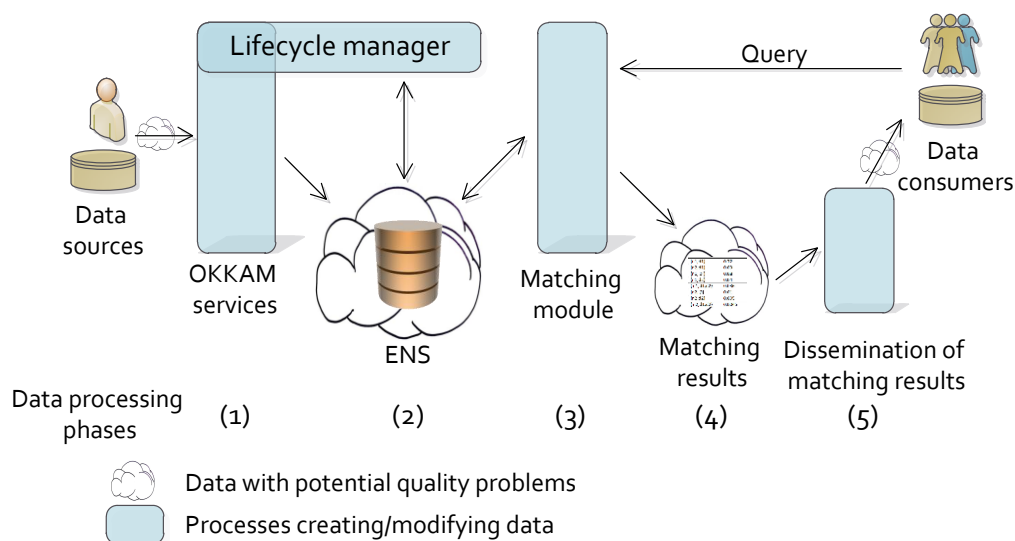 Lifecycle manager
Query
Data
sources
OKKAM
services
ENS
Matching
module
Matching
results
Dissemination of
matching results
Data
consumers
Data processing
phases
(1)
(2)
(3)
(4)
(5)
Data with potential quality problems
Processes creating/modifying data